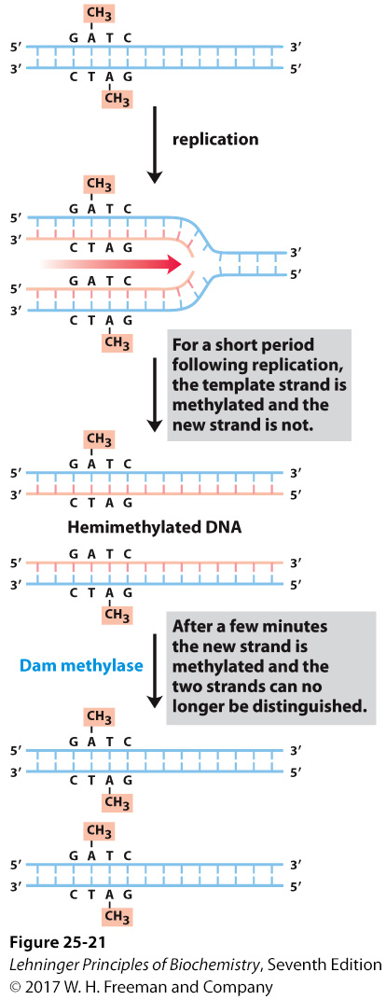 CH3
G A T C
5′ 3′
3′ 5′
C T A G
CH3
replication
CH3
G A T C
5′
3′
C T A G
3′
G A T C
5′
5′
3′
C T A G
CH3
For a short period
following replication,
the template strand is
methylated and the
new strand is not.
CH3
G A T C
5′ 3′
3′ 5′
C T A G
Hemimethylated DNA
G A T C
5′ 3′
3′ 5′
C T A G
CH3
After a few minutes
the new strand is
methylated and the
two strands can no
longer be distinguished.
Dam methylase
CH3
G A T C
5′ 3′
3′ 5′
C T A G
CH3
CH3
G A T C
5′ 3′
3′ 5′
C T A G
CH3
Figure 25-21
Lehninger Principles of Biochemistry, Seventh Edition
© 2017 W. H. Freeman and Company